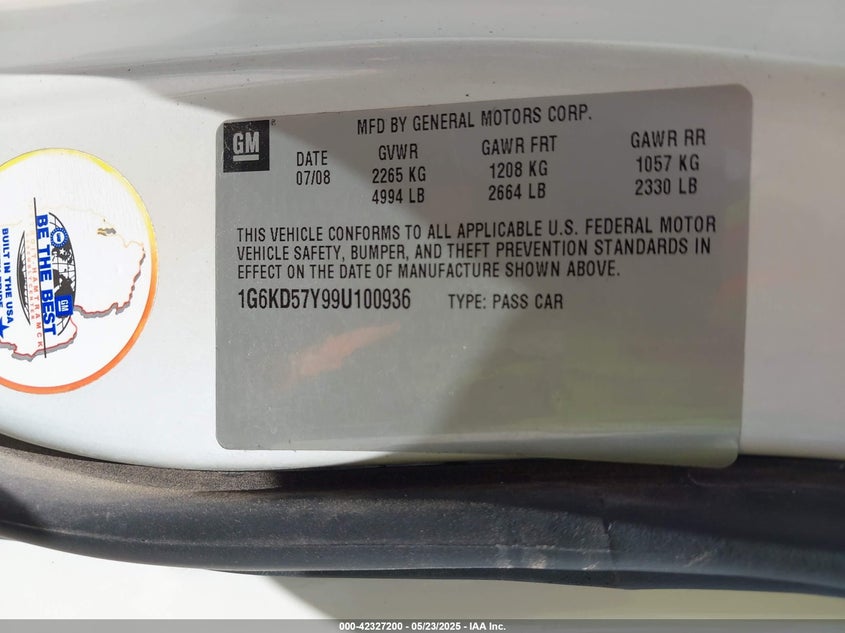 GM
®
MFD BY GENERAL MOTORS CORP.
DATE GVWR GAWR FRT GAWR RR
07/08 2265 KG 1208 KG 1057 KG
4994 LB 2664 LB 2330 LB
THIS VEHICLE CONFORMS TO ALL APPLICABLE U.S. FEDERAL MOTOR
VEHICLE SAFETY, BUMPER, AND THEFT PREVENTION STANDARDS IN
EFFECT ON THE DATE OF MANUFACTURE SHOWN ABOVE.
1G6KD57Y99U100936 TYPE: PASS CAR
HAMTRAMCK
GM
BE THE BEST
BUILT IN THE USA
000-42327200 - 05/23/2025 - IAA Inc.